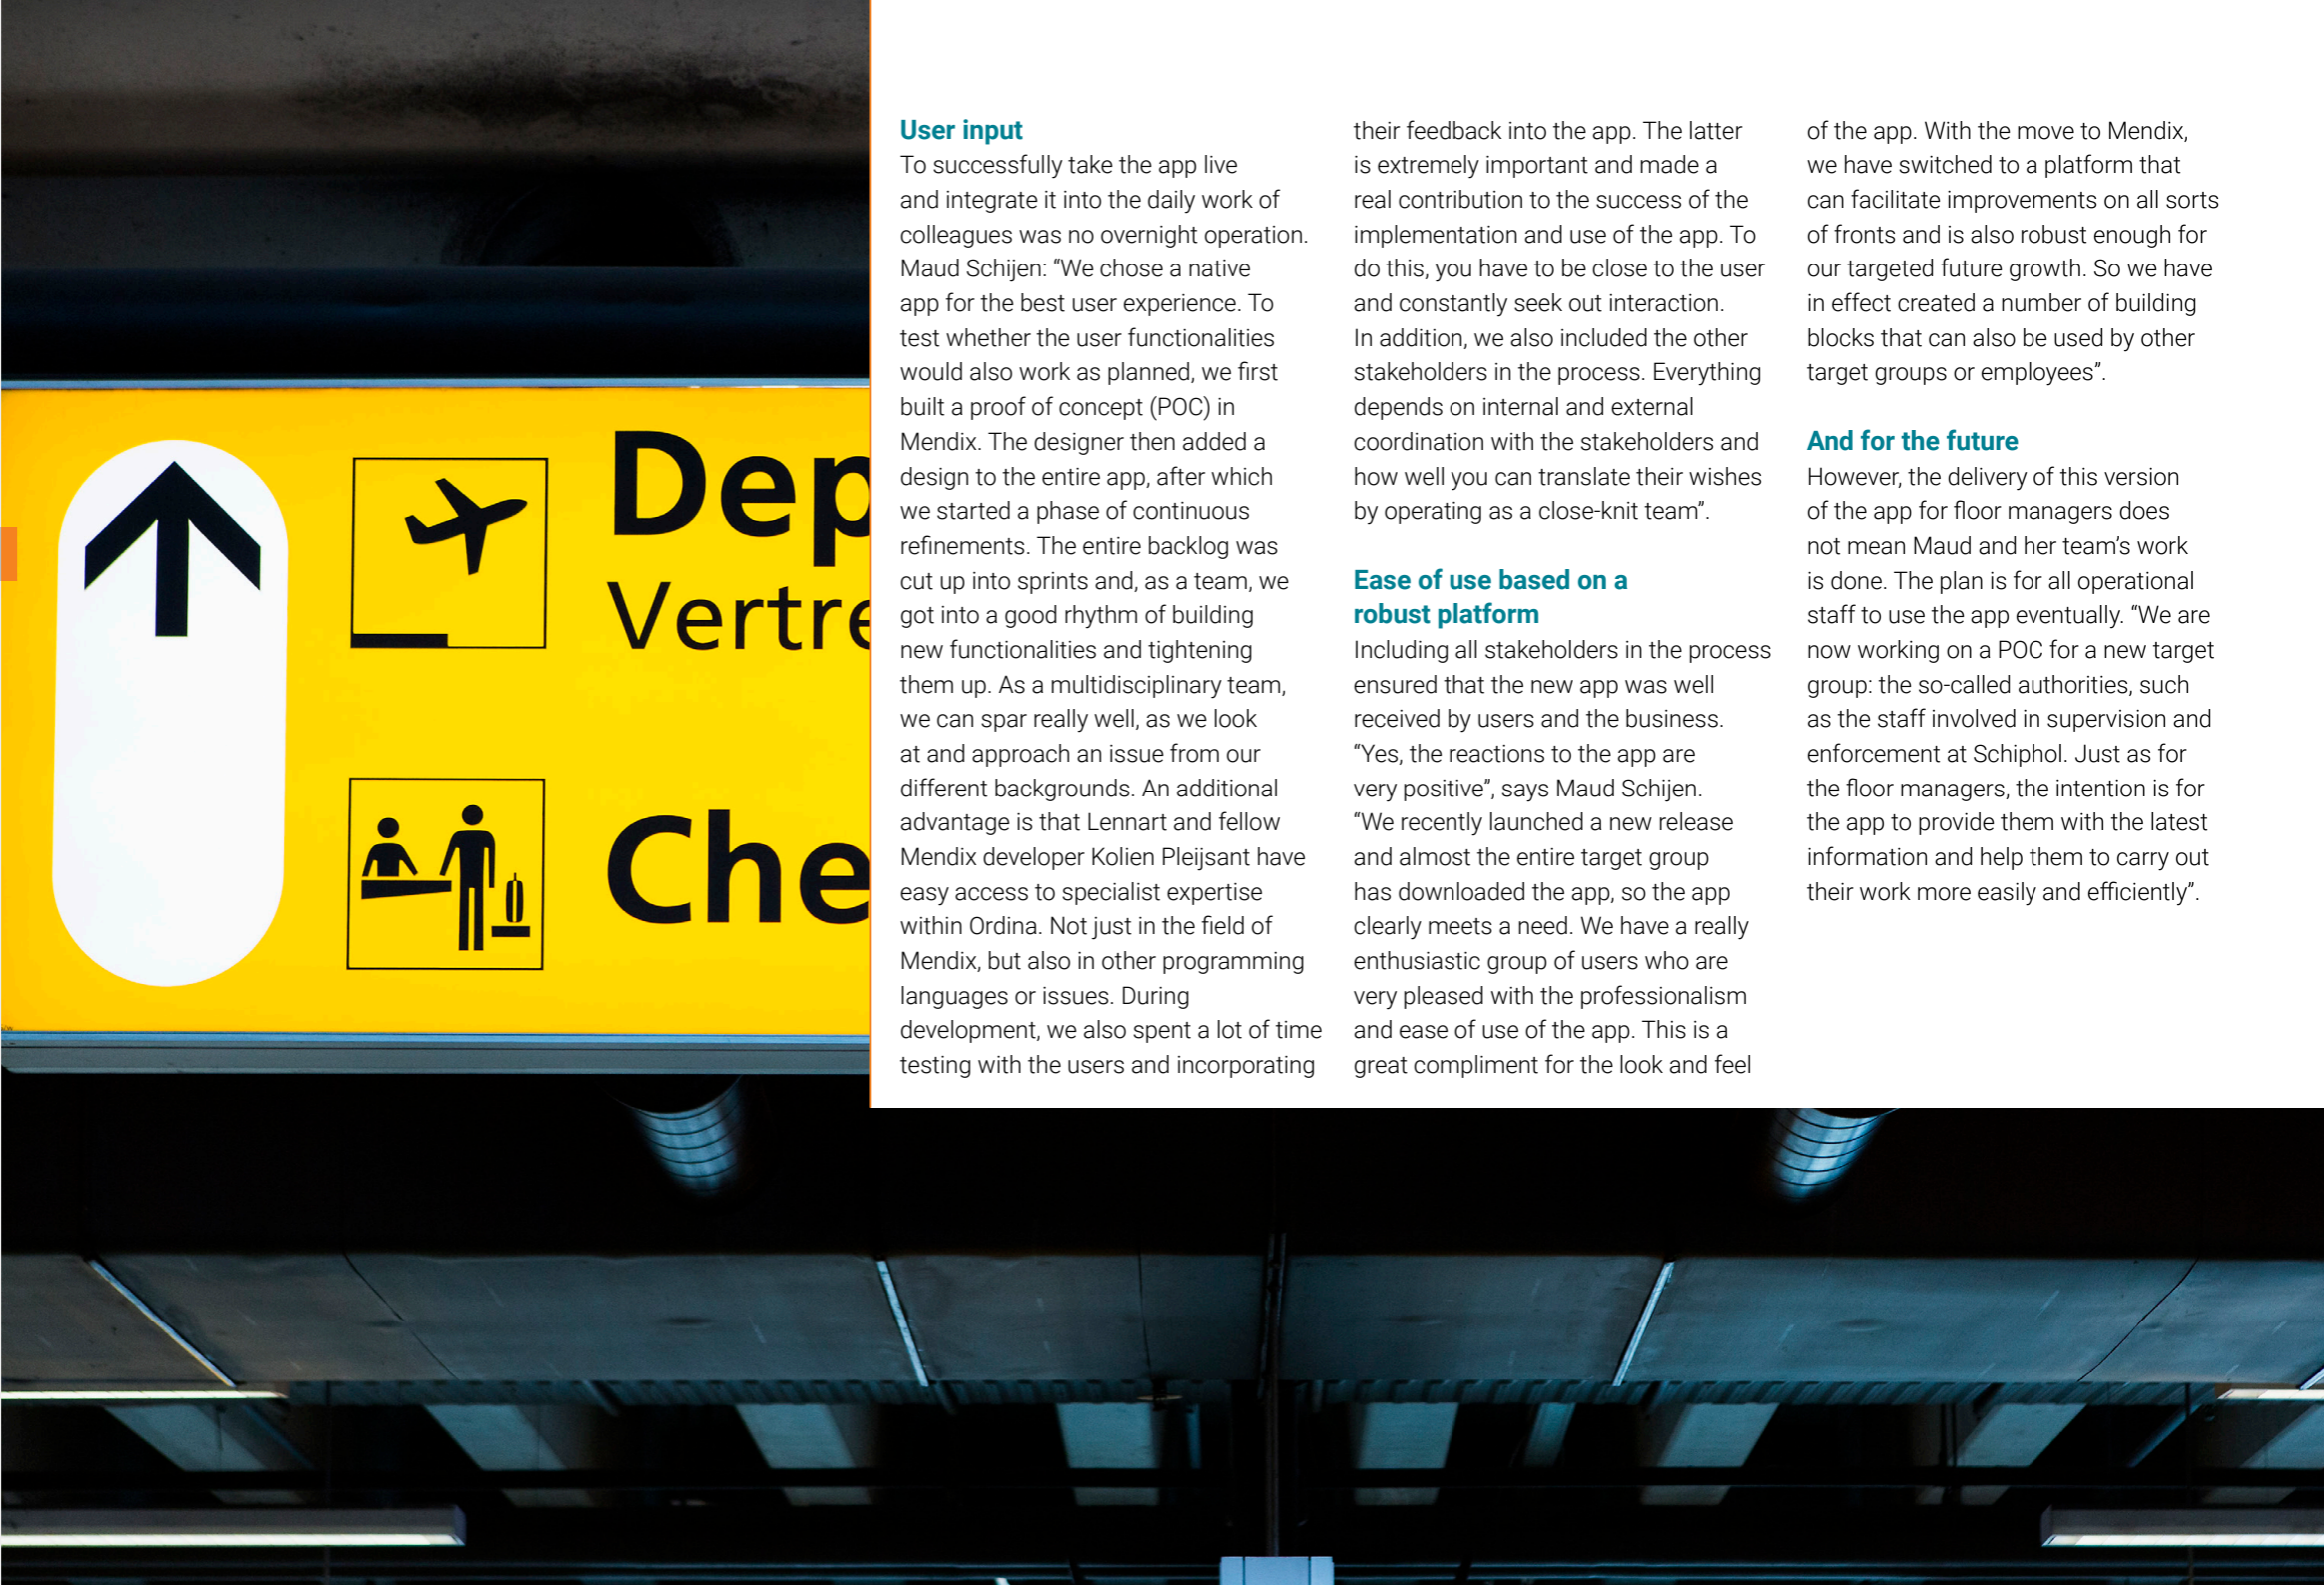 Dep
Vertre
Che
User input
To successfully take the app live
and integrate it into the daily work of
colleagues was no overnight operation.
Maud Schijen: “We chose a native
app for the best user experience. To
test whether the user functionalities
would also work as planned, we first
built a proof of concept (POC) in
Mendix. The designer then added a
design to the entire app, after which
we started a phase of continuous
refinements. The entire backlog was
cut up into sprints and, as a team, we
got into a good rhythm of building
new functionalities and tightening
them up. As a multidisciplinary team,
we can spar really well, as we look
at and approach an issue from our
different backgrounds. An additional
advantage is that Lennart and fellow
Mendix developer Kolien Pleijsant have
easy access to specialist expertise
within Ordina. Not just in the field of
Mendix, but also in other programming
languages or issues. During
development, we also spent a lot of time
testing with the users and incorporating
their feedback into the app. The latter
is extremely important and made a
real contribution to the success of the
implementation and use of the app. To
do this, you have to be close to the user
and constantly seek out interaction.
In addition, we also included the other
stakeholders in the process. Everything
depends on internal and external
coordination with the stakeholders and
how well you can translate their wishes
by operating as a close-knit team”.
Ease of use based on a
robust platform
Including all stakeholders in the process
ensured that the new app was well
received by users and the business.
“Yes, the reactions to the app are
very positive”, says Maud Schijen.
“We recently launched a new release
and almost the entire target group
has downloaded the app, so the app
clearly meets a need. We have a really
enthusiastic group of users who are
very pleased with the professionalism
and ease of use of the app. This is a
great compliment for the look and feel
of the app. With the move to Mendix,
we have switched to a platform that
can facilitate improvements on all sorts
of fronts and is also robust enough for
our targeted future growth. So we have
in effect created a number of building
blocks that can also be used by other
target groups or employees”.
And for the future
However, the delivery of this version
of the app for floor managers does
not mean Maud and her team’s work
is done. The plan is for all operational
staff to use the app eventually. “We are
now working on a POC for a new target
group: the so-called authorities, such
as the staff involved in supervision and
enforcement at Schiphol. Just as for
the floor managers, the intention is for
the app to provide them with the latest
information and help them to carry out
their work more easily and efficiently”.